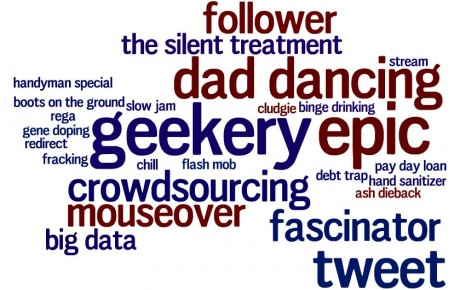 follower
the silent treatment
stream
dad dancing
handyman special
boots on the ground
slow jam
cludgie
binge drinking
rega
geekery
epic
gene doping
redirect
fracking
chill
flash mob
pay day loan
debt trap
hand sanitizer
crowdsourcing
ash dieback
mouseover
fascinator
big data
tweet